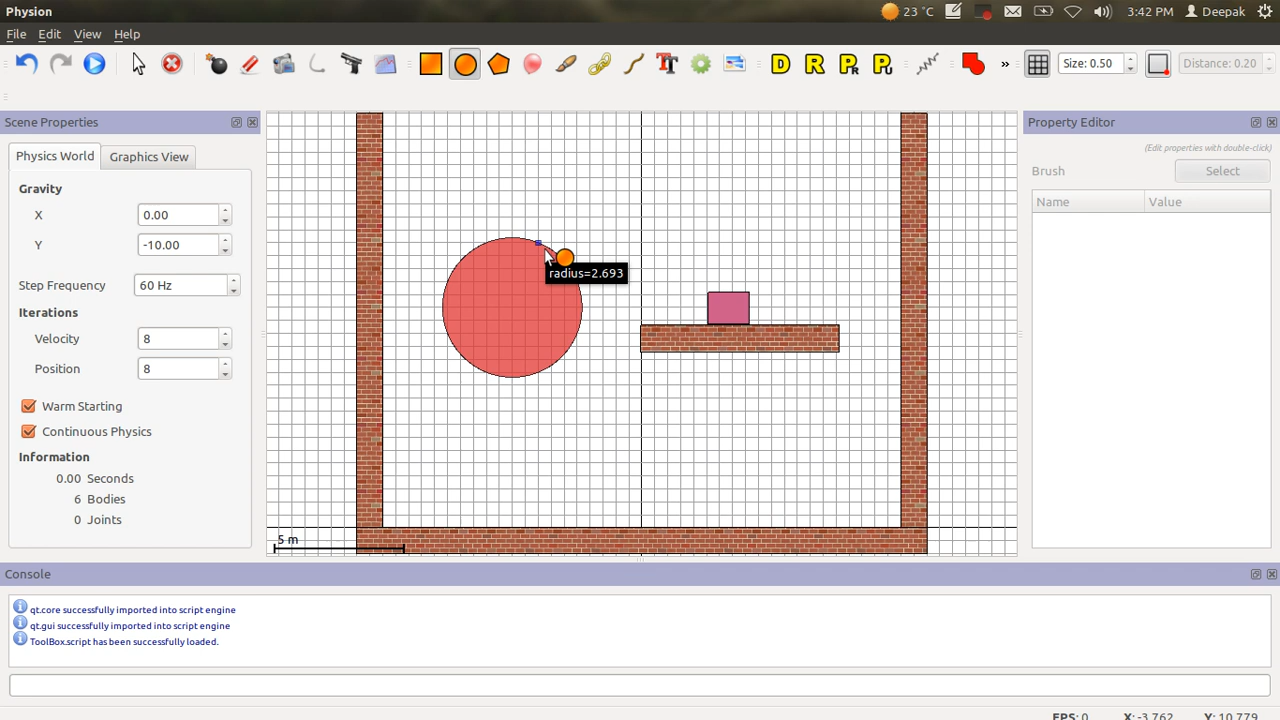 Physion
23 °C
3:42 PM
Deepak
File Edit View Help
T T
D R PR PU
»
Size: 0.50
Distance: 0.20
Scene Properties
Physics World
Graphics View
Gravity
X 0.00
Y -10.00
Step Frequency 60 Hz
Iterations
Velocity 8
Position 8
Warm Starting
Continuous Physics
Information
0.00 Seconds
6 Bodies
0 Joints
radius=2.693
5 m
Property Editor
(Edit properties with double-click)
Brush Select
Name Value
Console
qt.core successfully imported into script engine
qt.gui successfully imported into script engine
ToolBox.script has been successfully loaded.
FPS: 0 X: -3.762 Y: 10.779